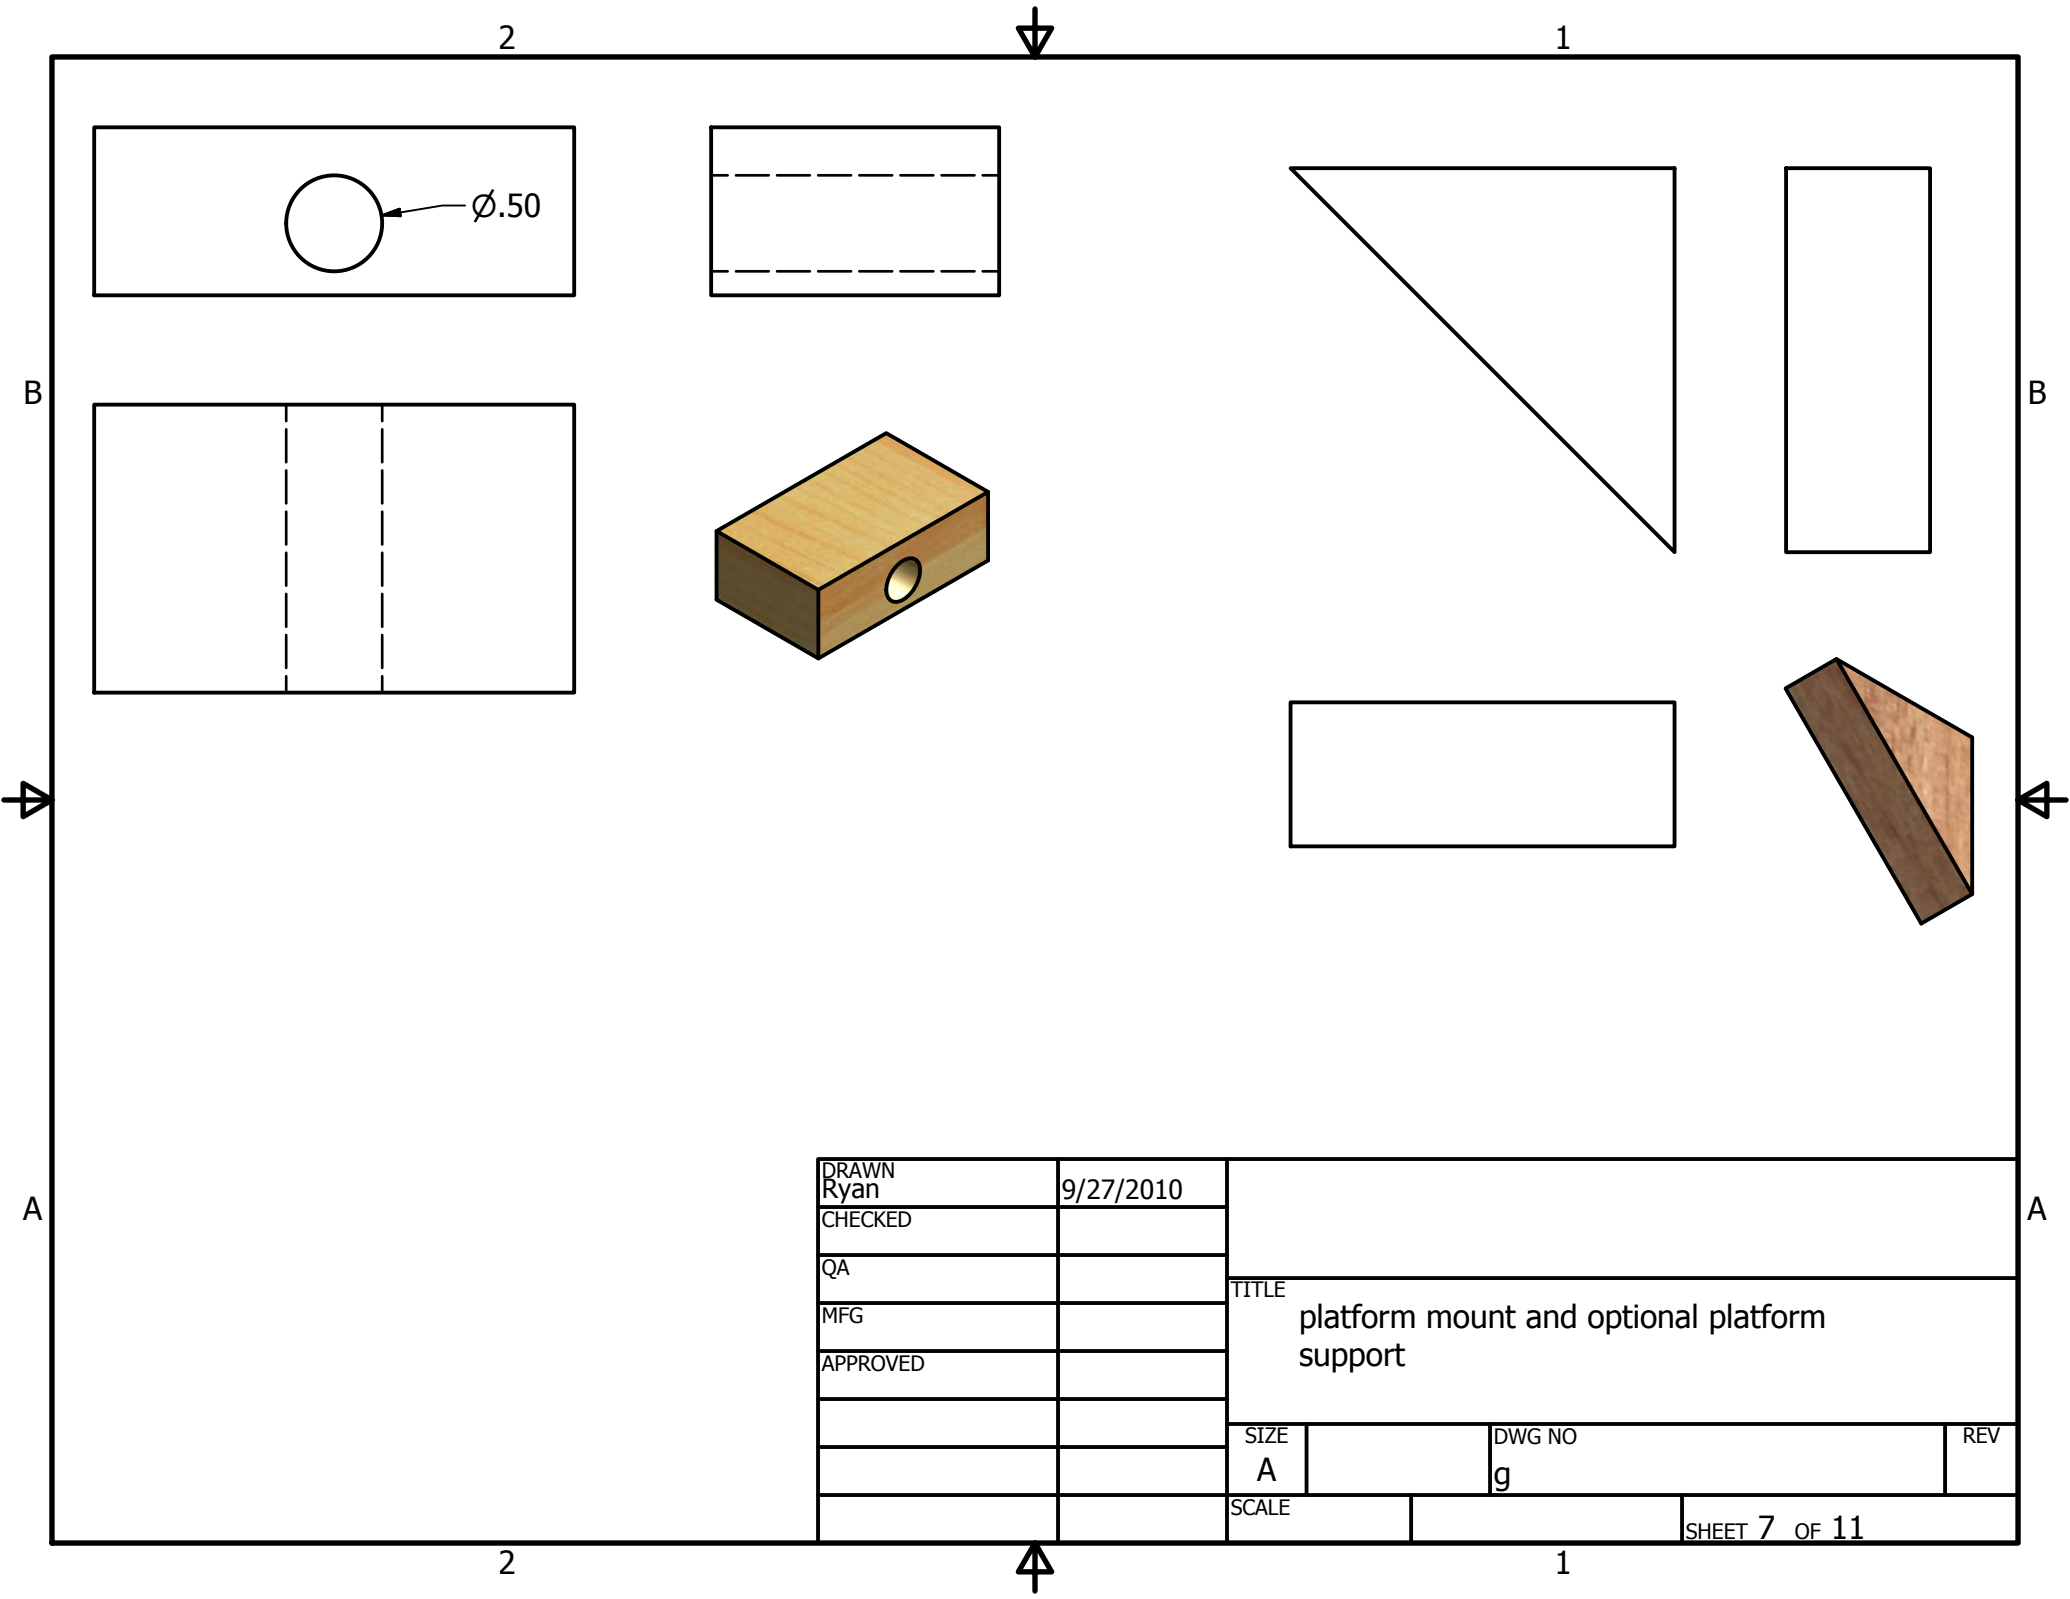 2
1
∅.50
B
B
A
A
DRAWN
Ryan
9/27/2010
CHECKED
QA
MFG
APPROVED
TITLE
platform mount and optional platform
support
SIZE
A
DWG NO
g
REV
SCALE
SHEET 7 OF 11
2
1